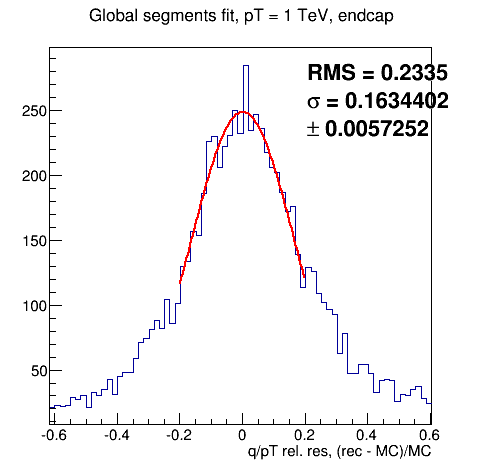 Global segments fit, pT = 1 TeV, endcap
RMS = 0.2335
σ = 0.1634402
± 0.0057252
250
200
150
100
50
-0.6 -0.4 -0.2 0 0.2 0.4 0.6
q/pT rel. res, (rec - MC)/MC